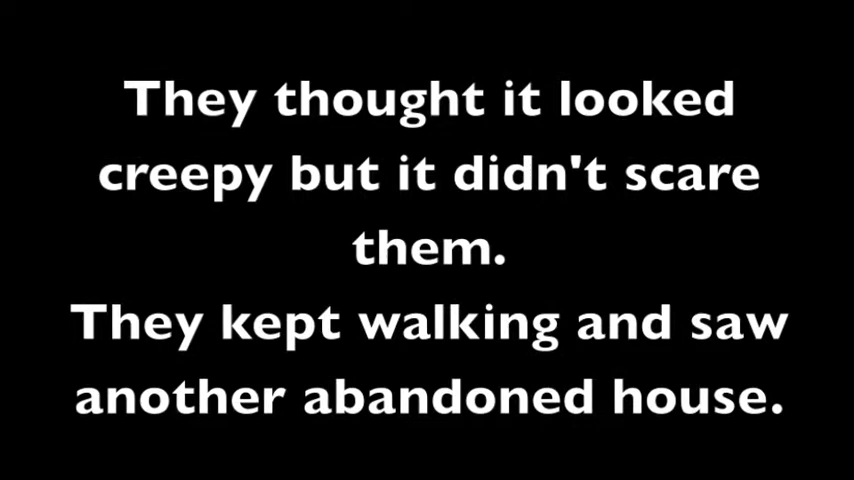 They thought it looked
creepy but it didn't scare
them.
They kept walking and saw
another abandoned house.